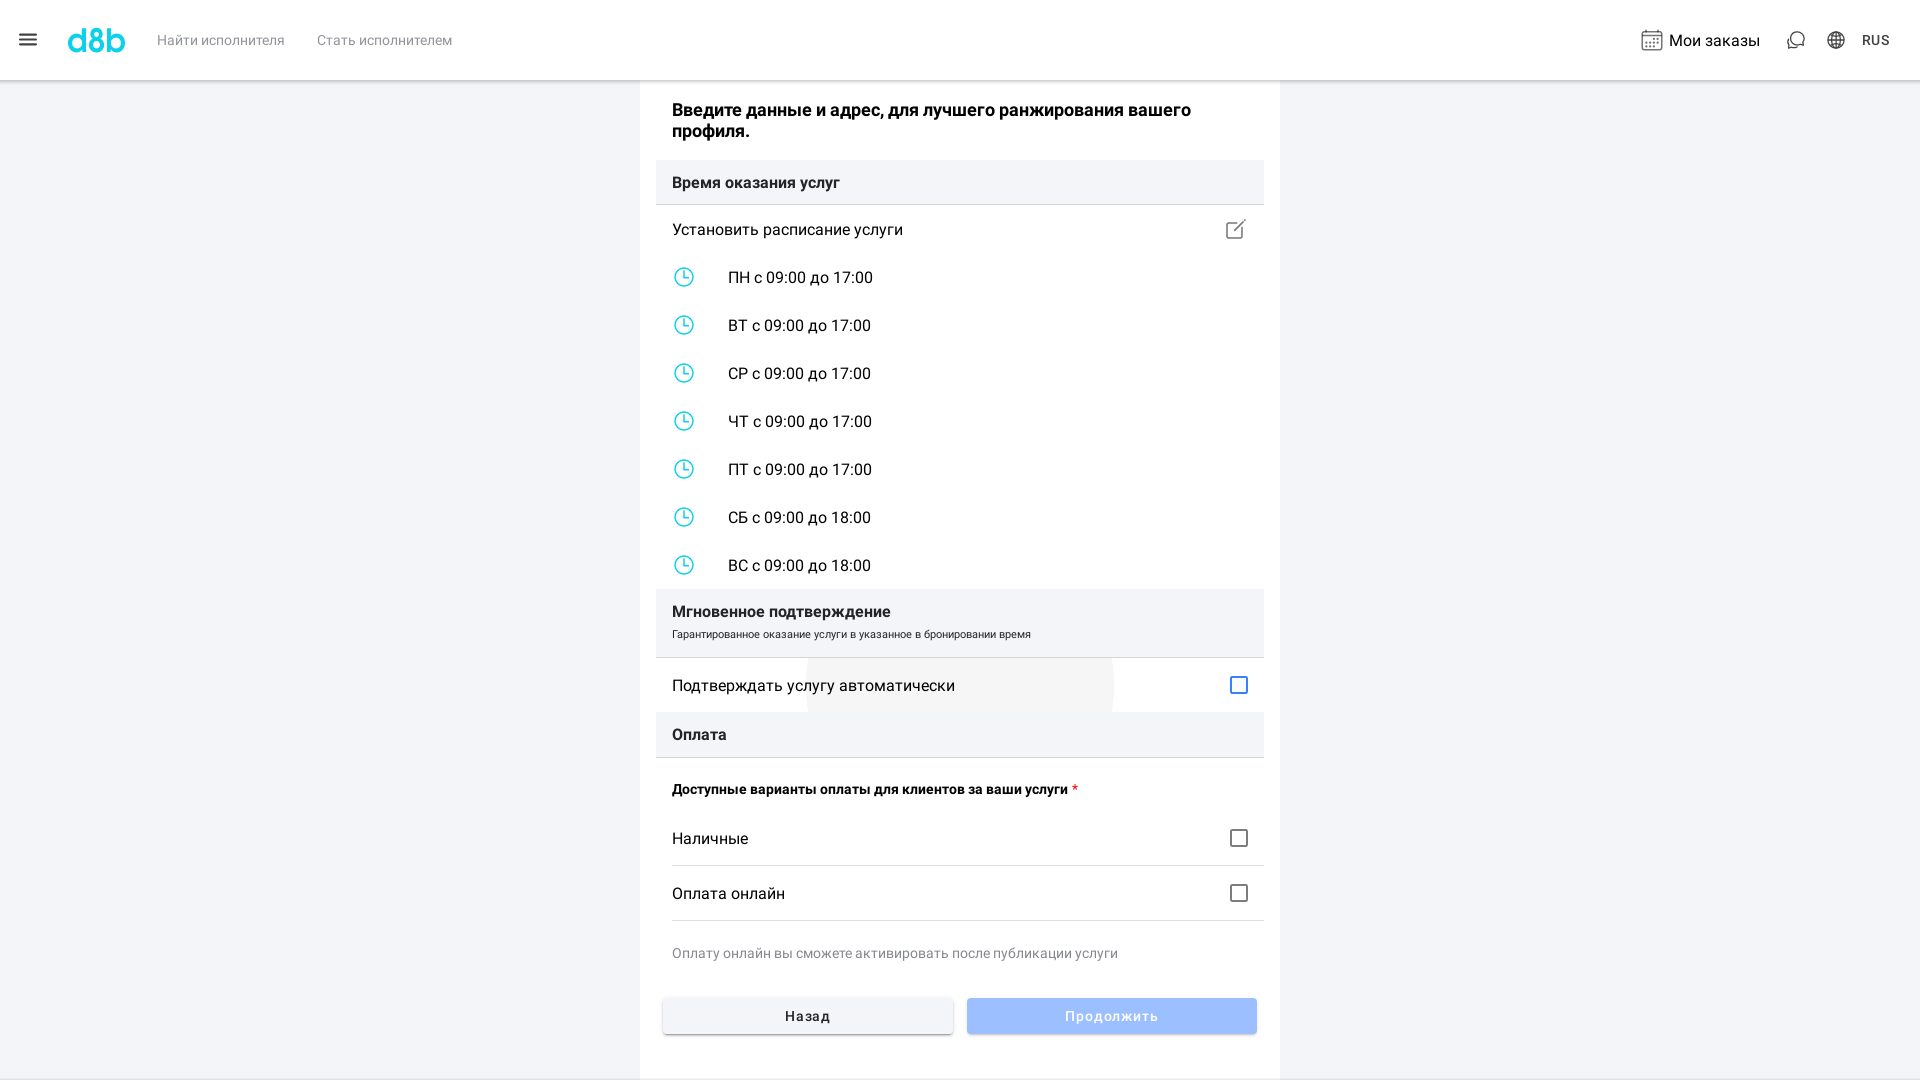 d8b
Найти исполнителя
Стать исполнителем
Мои заказы
RUS
Введите данные и адрес, для лучшего ранжирования вашего
профиля.
Время оказания услуг
Установить расписание услуги
ПН с 09:00 до 17:00
ВТ с 09:00 до 17:00
СР с 09:00 до 17:00
ЧТ с 09:00 до 17:00
ПТ с 09:00 до 17:00
СБ с 09:00 до 18:00
ВС с 09:00 до 18:00
Мгновенное подтверждение
Гарантированное оказание услуги в указанное в бронировании время
Подтверждать услугу автоматически
Оплата
Доступные варианты оплаты для клиентов за ваши услуги *
Наличные
Оплата онлайн
Оплату онлайн вы сможете активировать после публикации услуги
Назад
Продолжить